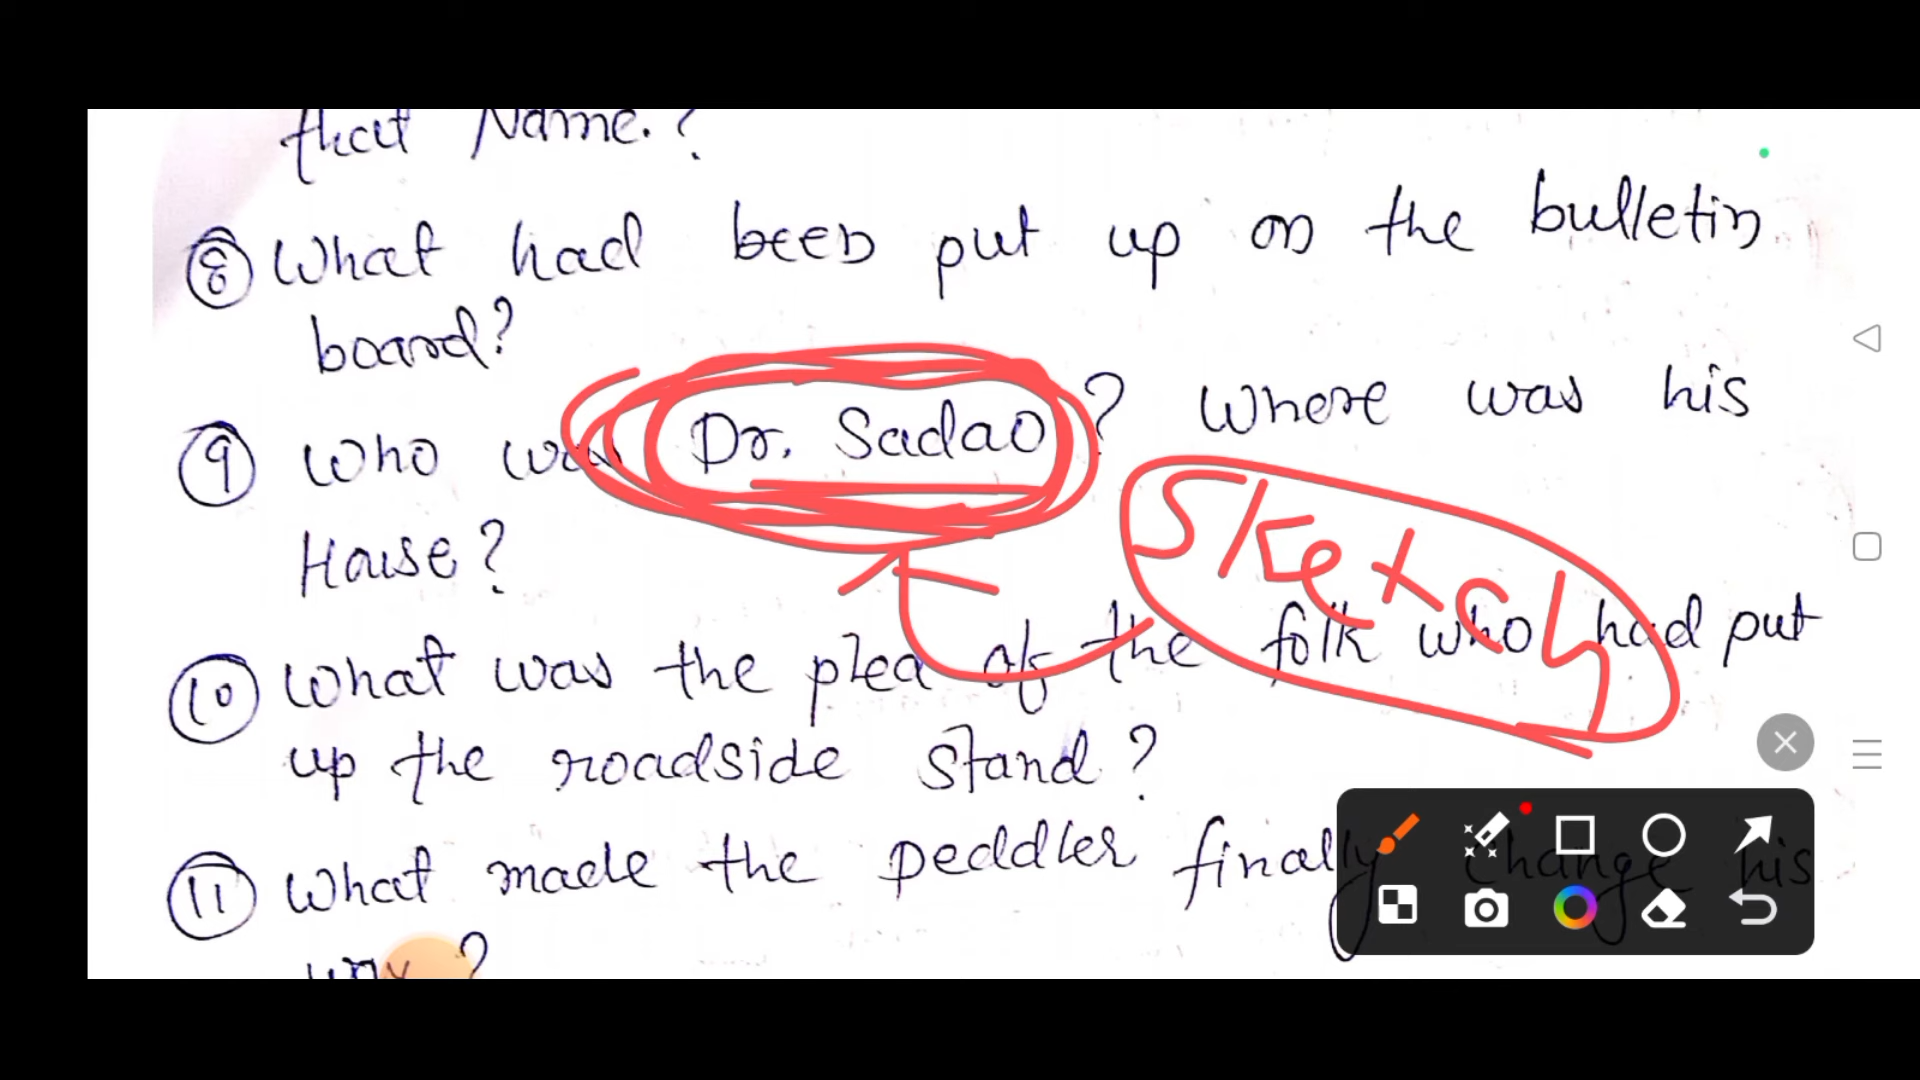 that Name.?
⑧ What had been put up on the bulletin
board?
⑨ Who was Dr. Sadao? Where was his
House?
Sketch
⑩ What was the plea of the folk who had put
up the roadside stand?
⑪ What made the peddler finally change his
way?